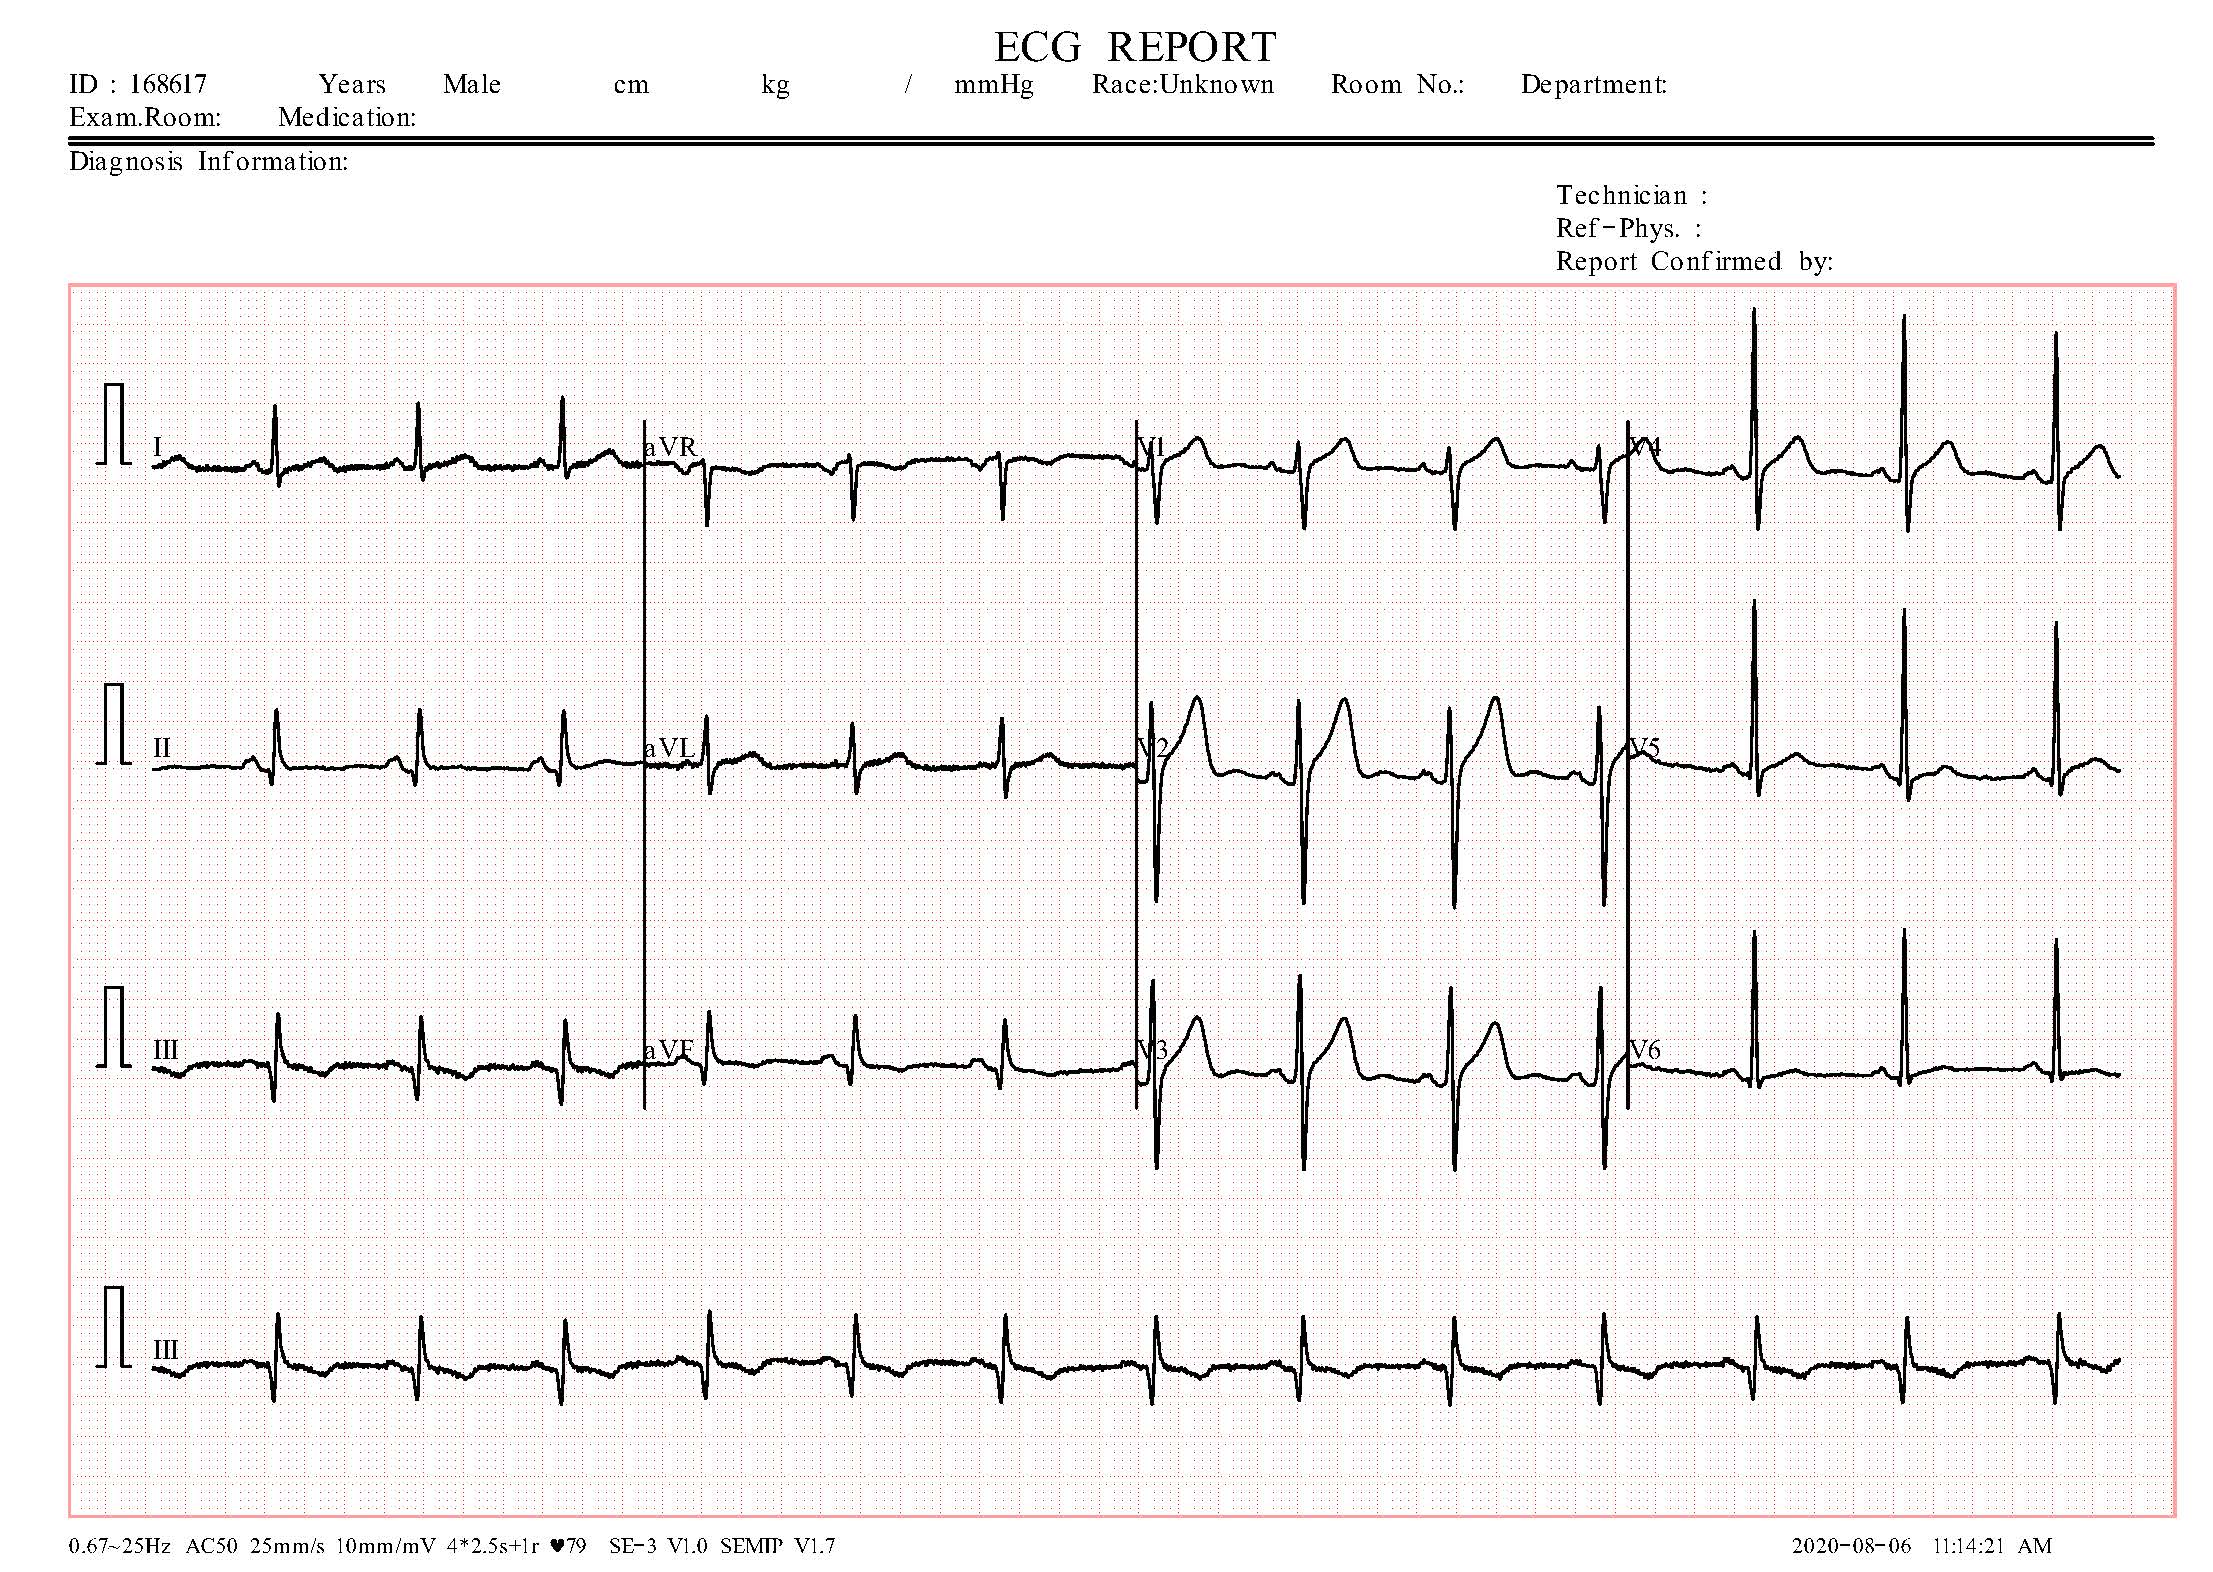 ECG REPORT
ID : 168617 Years Male cm kg / mmHg Race:Unknown Room No.: Department:
Exam.Room: Medication:
Diagnosis Information:
Technician :
Ref-Phys. :
Report Confirmed by:
I aVR V1 V4
II aVL V2 V5
III aVF V3 V6
III
0.67~25Hz AC50 25mm/s 10mm/mV 4*2.5s+1r ♥79 SE-3 V1.0 SEMIP V1.7 2020-08-06 11:14:21 AM